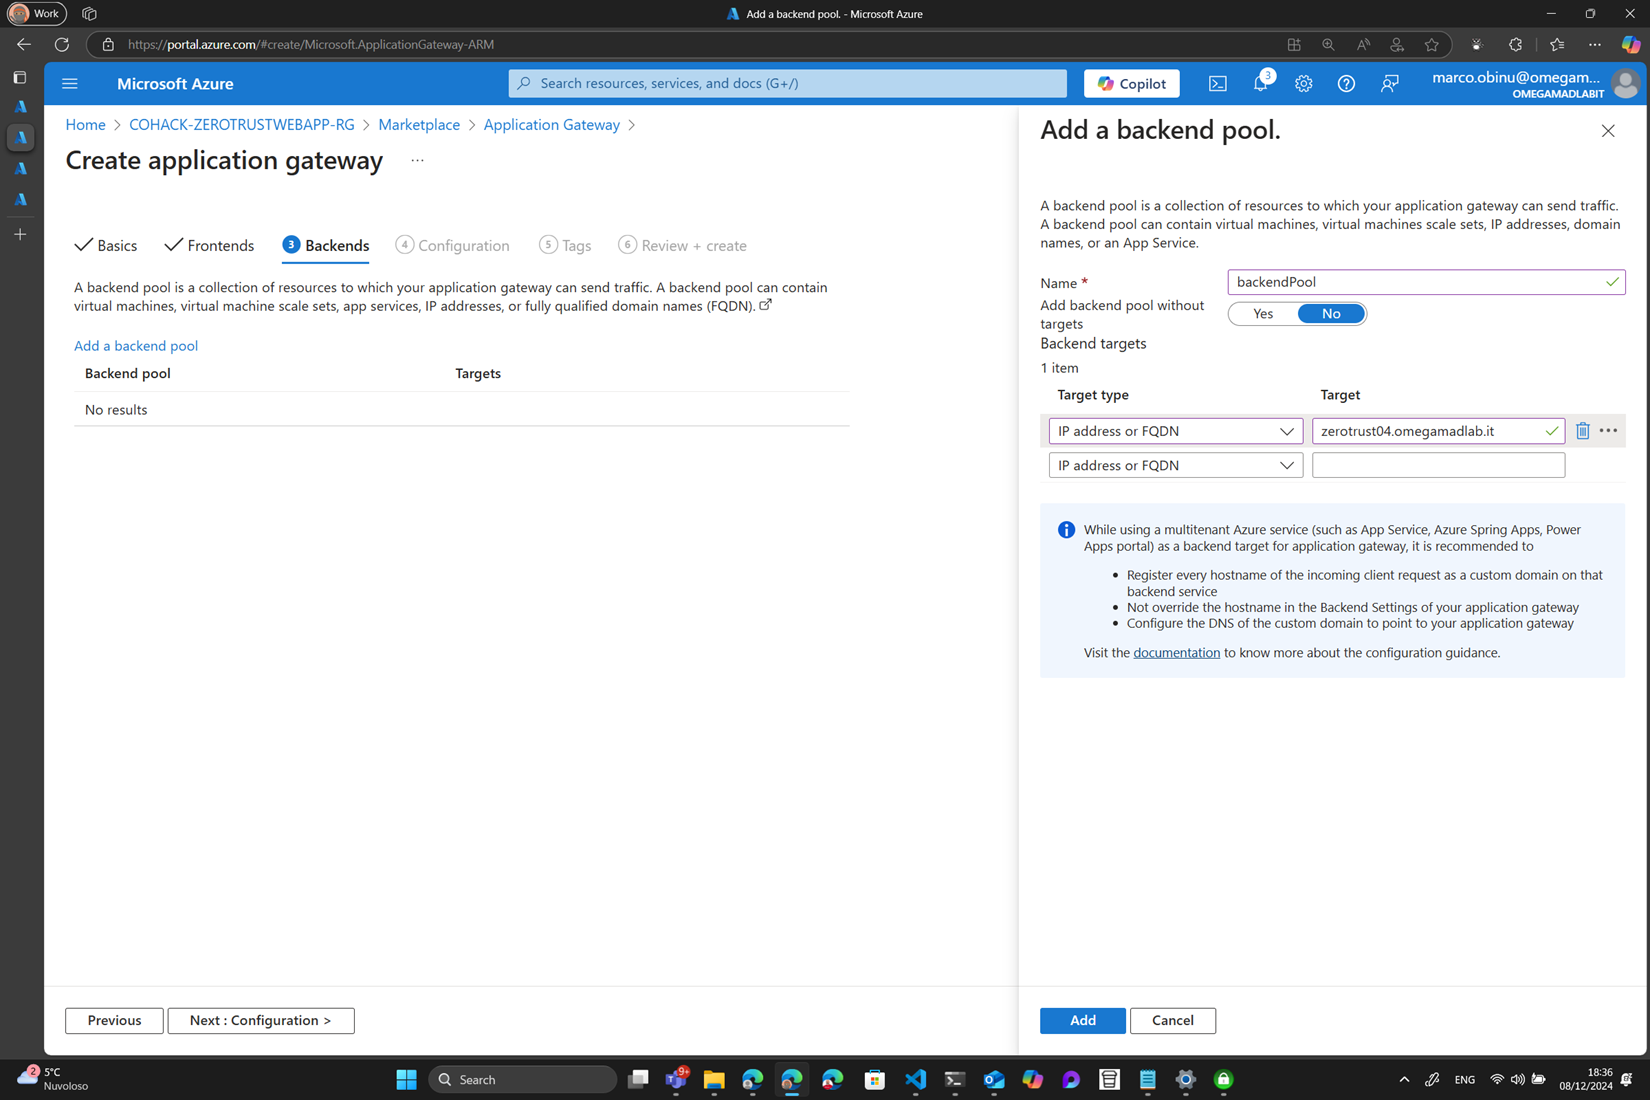 Work
Add a backend pool. - Microsoft Azure
https://portal.azure.com/#create/Microsoft.ApplicationGateway-ARM
Microsoft Azure
Search resources, services, and docs (G+/)
Copilot
3
marco.obinu@omegam...
OMEGAMADLABIT
Home > COHACK-ZEROTRUSTWEBAPP-RG > Marketplace > Application Gateway >
Create application gateway ...
Basics
Frontends
3 Backends
4 Configuration
5 Tags
6 Review + create
A backend pool is a collection of resources to which your application gateway can send traffic. A backend pool can contain
virtual machines, virtual machine scale sets, app services, IP addresses, or fully qualified domain names (FQDN).
Add a backend pool
Backend pool Targets
No results
Previous
Next : Configuration >
Add a backend pool.
A backend pool is a collection of resources to which your application gateway can send traffic.
A backend pool can contain virtual machines, virtual machines scale sets, IP addresses, domain
names, or an App Service.
Name * backendPool
Add backend pool without
targets
Yes No
Backend targets
1 item
Target type Target
IP address or FQDN zerotrust04.omegamadlab.it
IP address or FQDN
While using a multitenant Azure service (such as App Service, Azure Spring Apps, Power
Apps portal) as a backend target for application gateway, it is recommended to
• Register every hostname of the incoming client request as a custom domain on that
backend service
• Not override the hostname in the Backend Settings of your application gateway
• Configure the DNS of the custom domain to point to your application gateway
Visit the documentation to know more about the configuration guidance.
Add
Cancel
2
5°C
Nuvoloso
Search
9+
ENG
18:36
08/12/2024